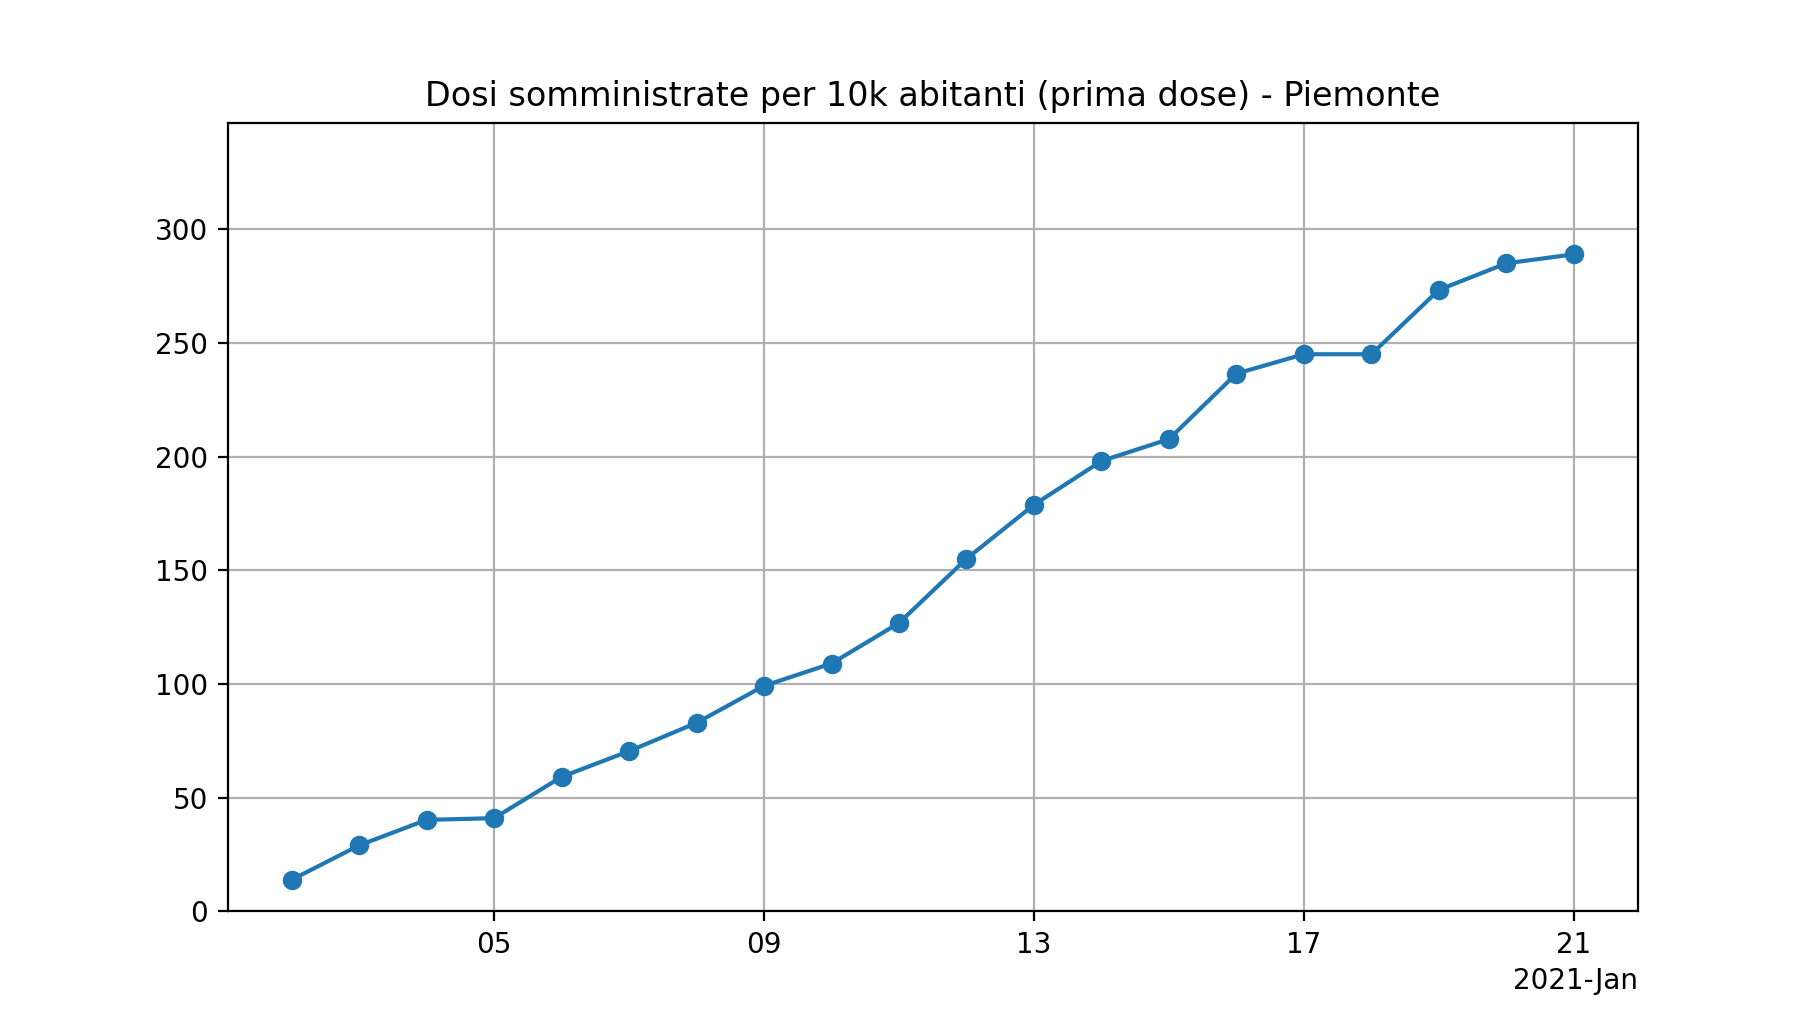 Dosi somministrate per 10k abitanti (prima dose) - Piemonte
300
250
200
150
100
50
0
05 09 13 17 21
2021-Jan